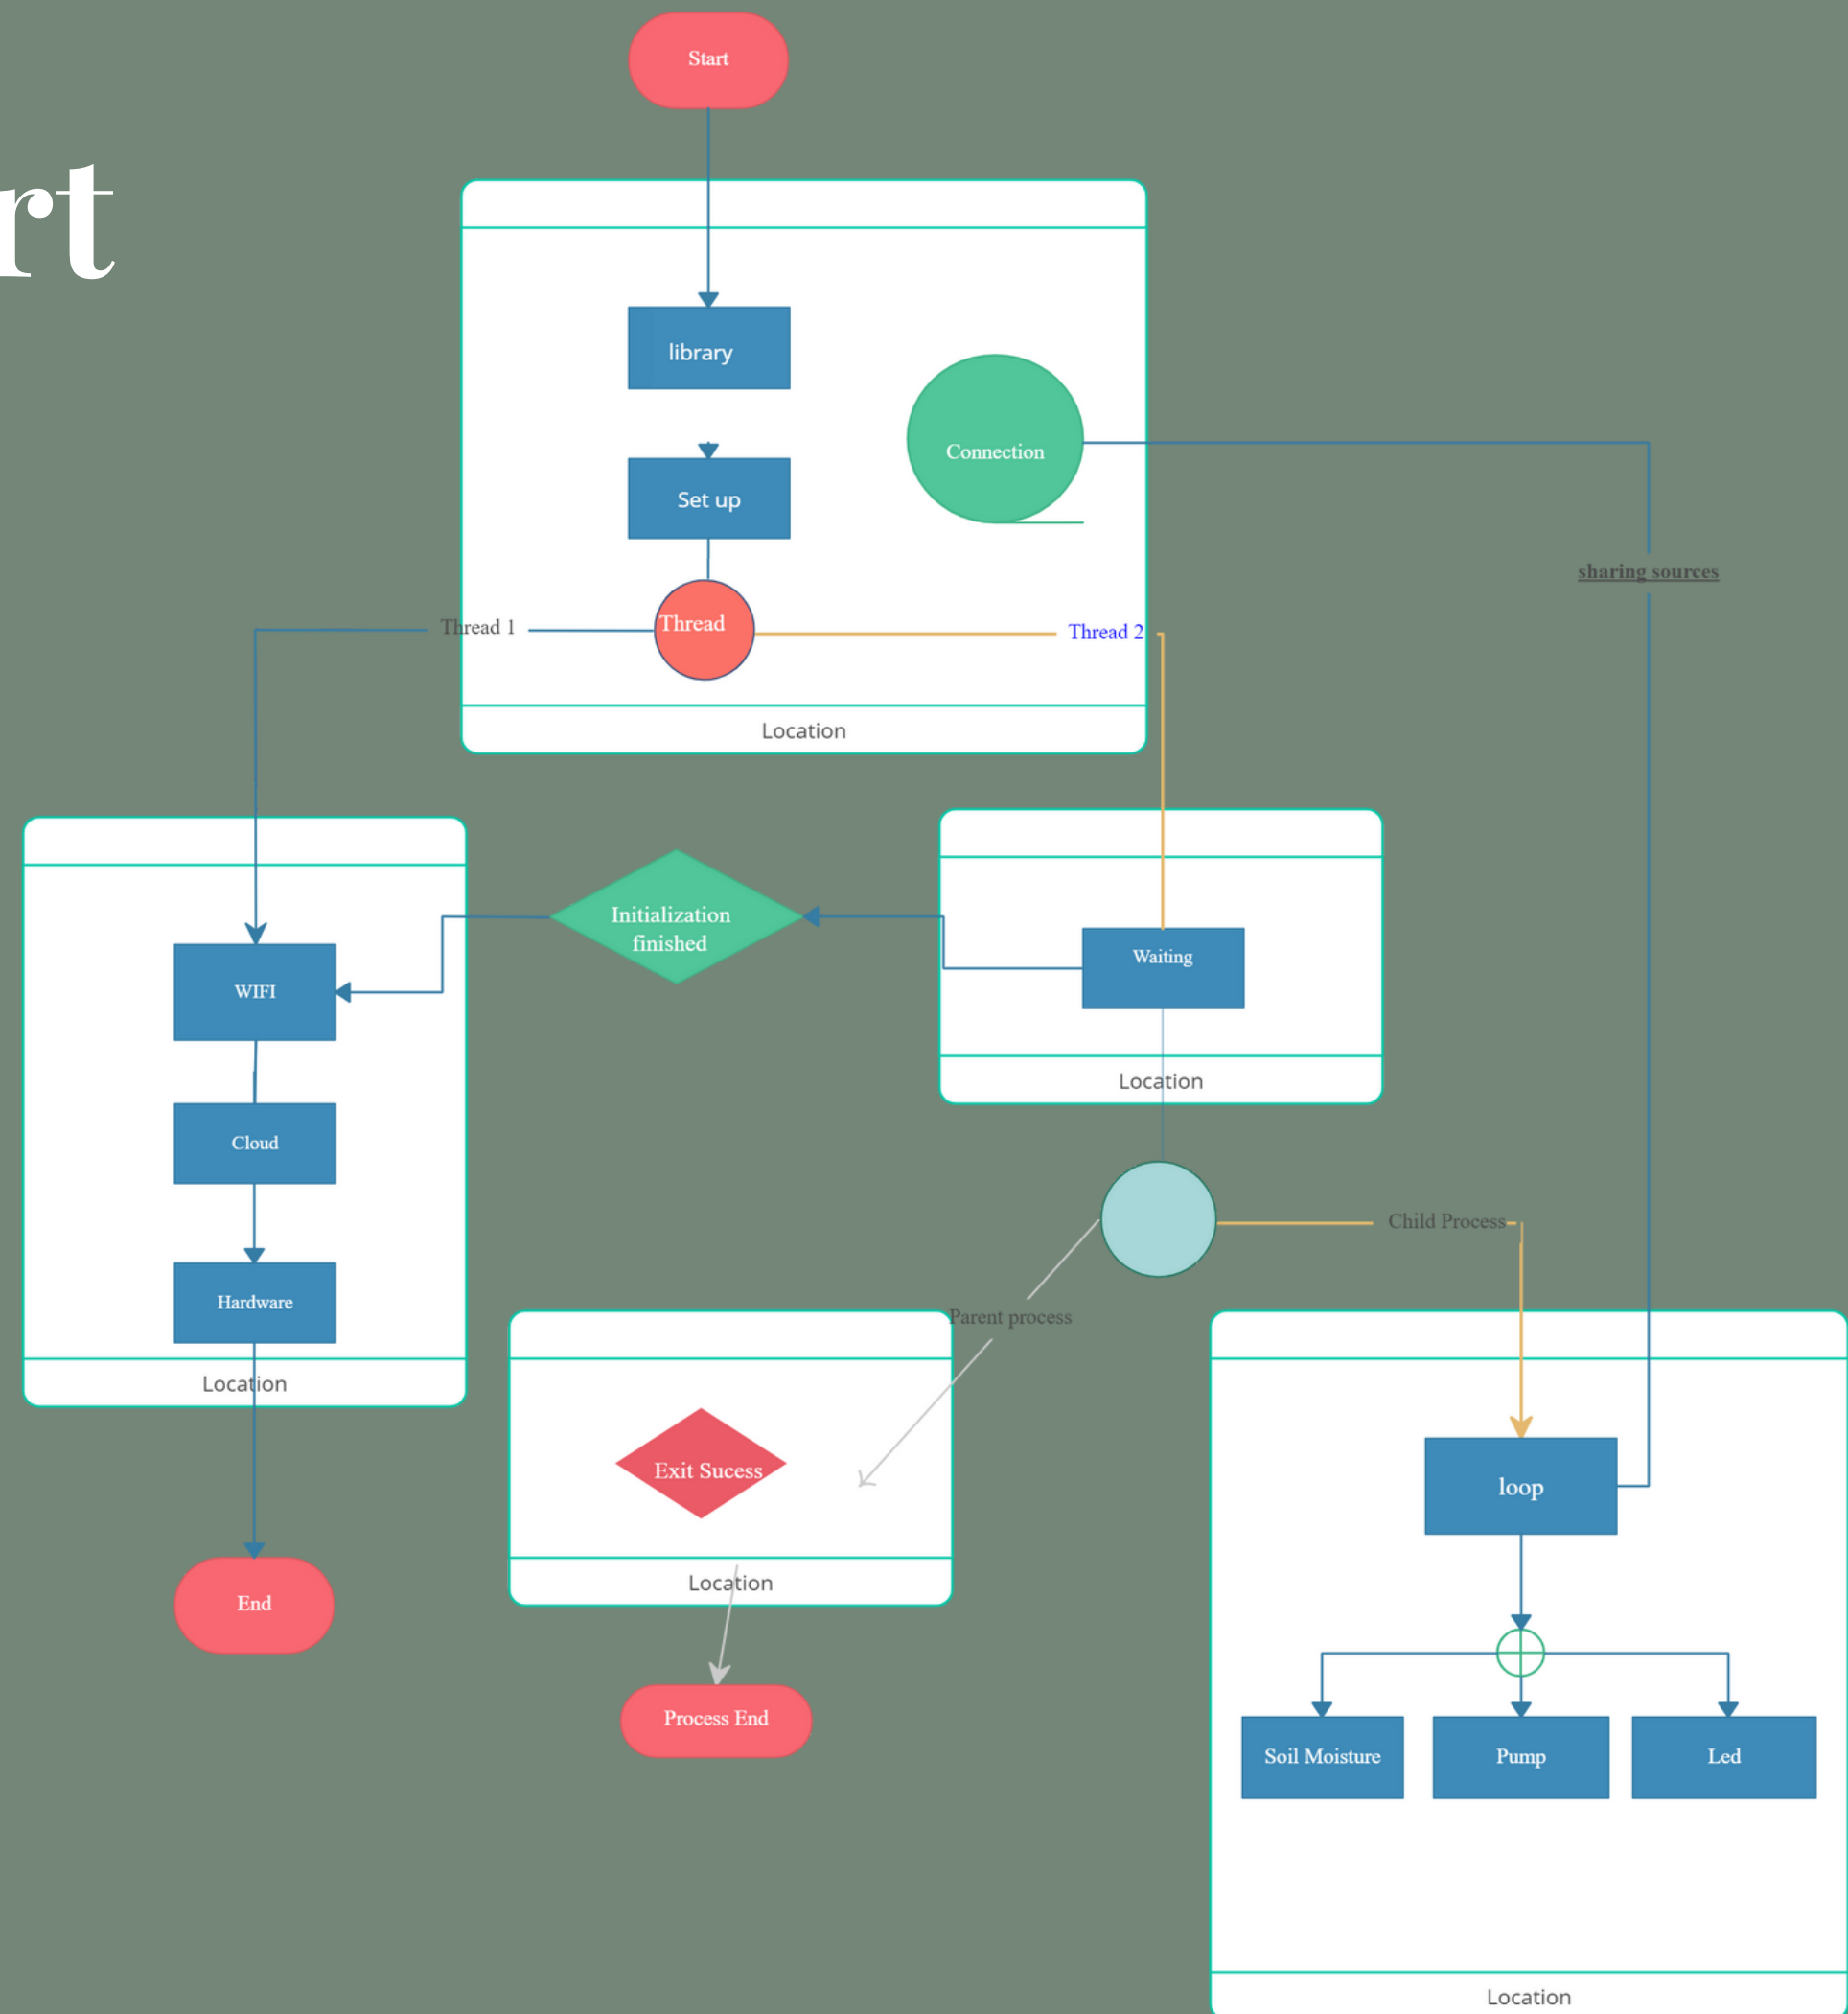 Start
rt
library
Connection
Set up
sharing sources
Thread
Thread 1
Thread 2
Location
Initialization
finished
Waiting
WIFI
Location
Cloud
Child Process
Hardware
Parent process
Location
Exit Sucess
loop
Location
End
Process End
Soil Moisture
Pump
Led
Location